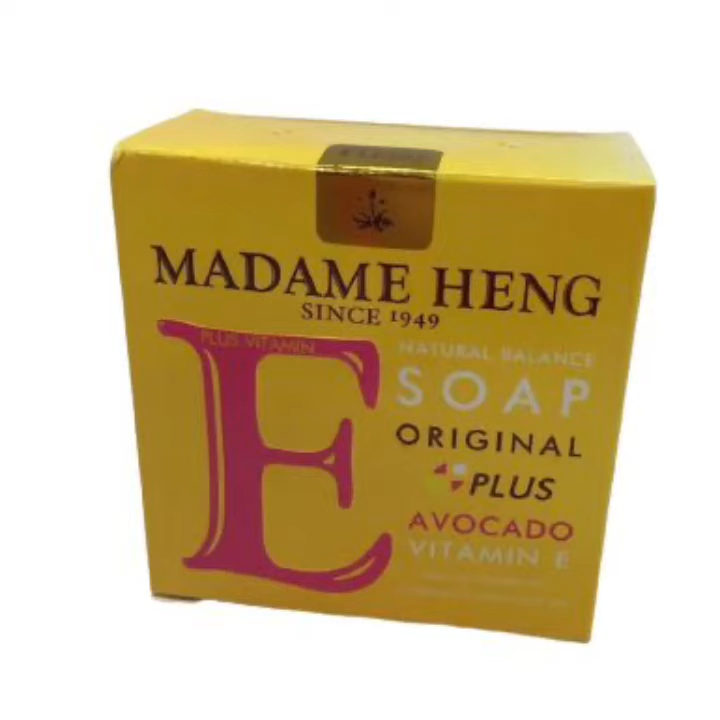 MADAME HENG
SINCE 1949
PLUS VITAMIN
E
NATURAL BALANCE
SOAP
ORIGINAL
PLUS
AVOCADO
VITAMIN E